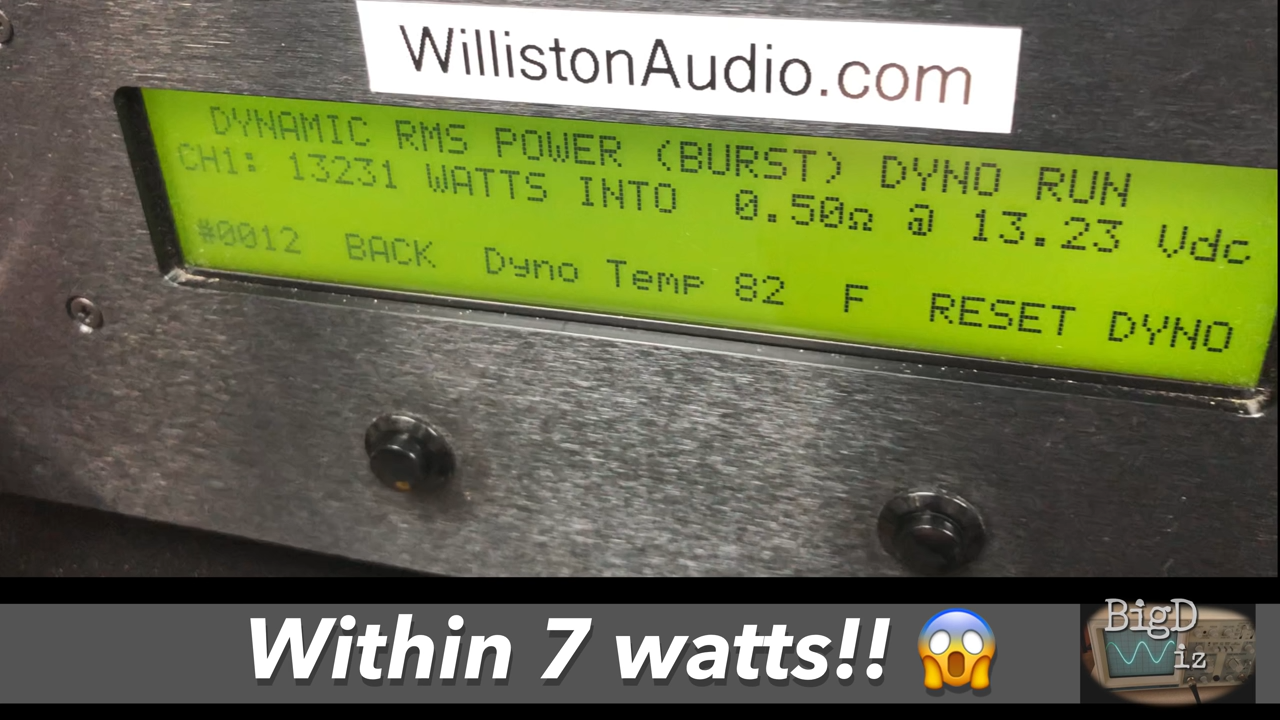 WillistonAudio.com
DYNAMIC RMS POWER (BURST) DYNO RUN
CH1: 13231 WATTS INTO 0.50Ω @ 13.23 Vdc
#0012 BACK Dyno Temp 82 F RESET DYNO
Within 7 watts!! 😱
BigD
Wiz